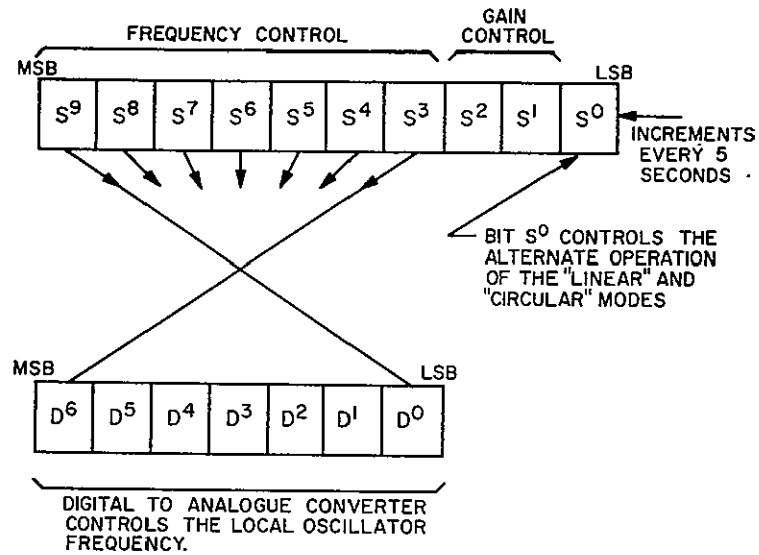 FREQUENCY CONTROL
GAIN
CONTROL
MSB
LSB
S⁹ S⁸ S⁷ S⁶ S⁵ S⁴ S³ S² S¹ S⁰
INCREMENTS
EVERY 5
SECONDS
BIT S⁰ CONTROLS THE
ALTERNATE OPERATION
OF THE "LINEAR" AND
"CIRCULAR" MODES
MSB
LSB
D⁶ D⁵ D⁴ D³ D² D¹ D⁰
DIGITAL TO ANALOGUE CONVERTER
CONTROLS THE LOCAL OSCILLATOR
FREQUENCY.